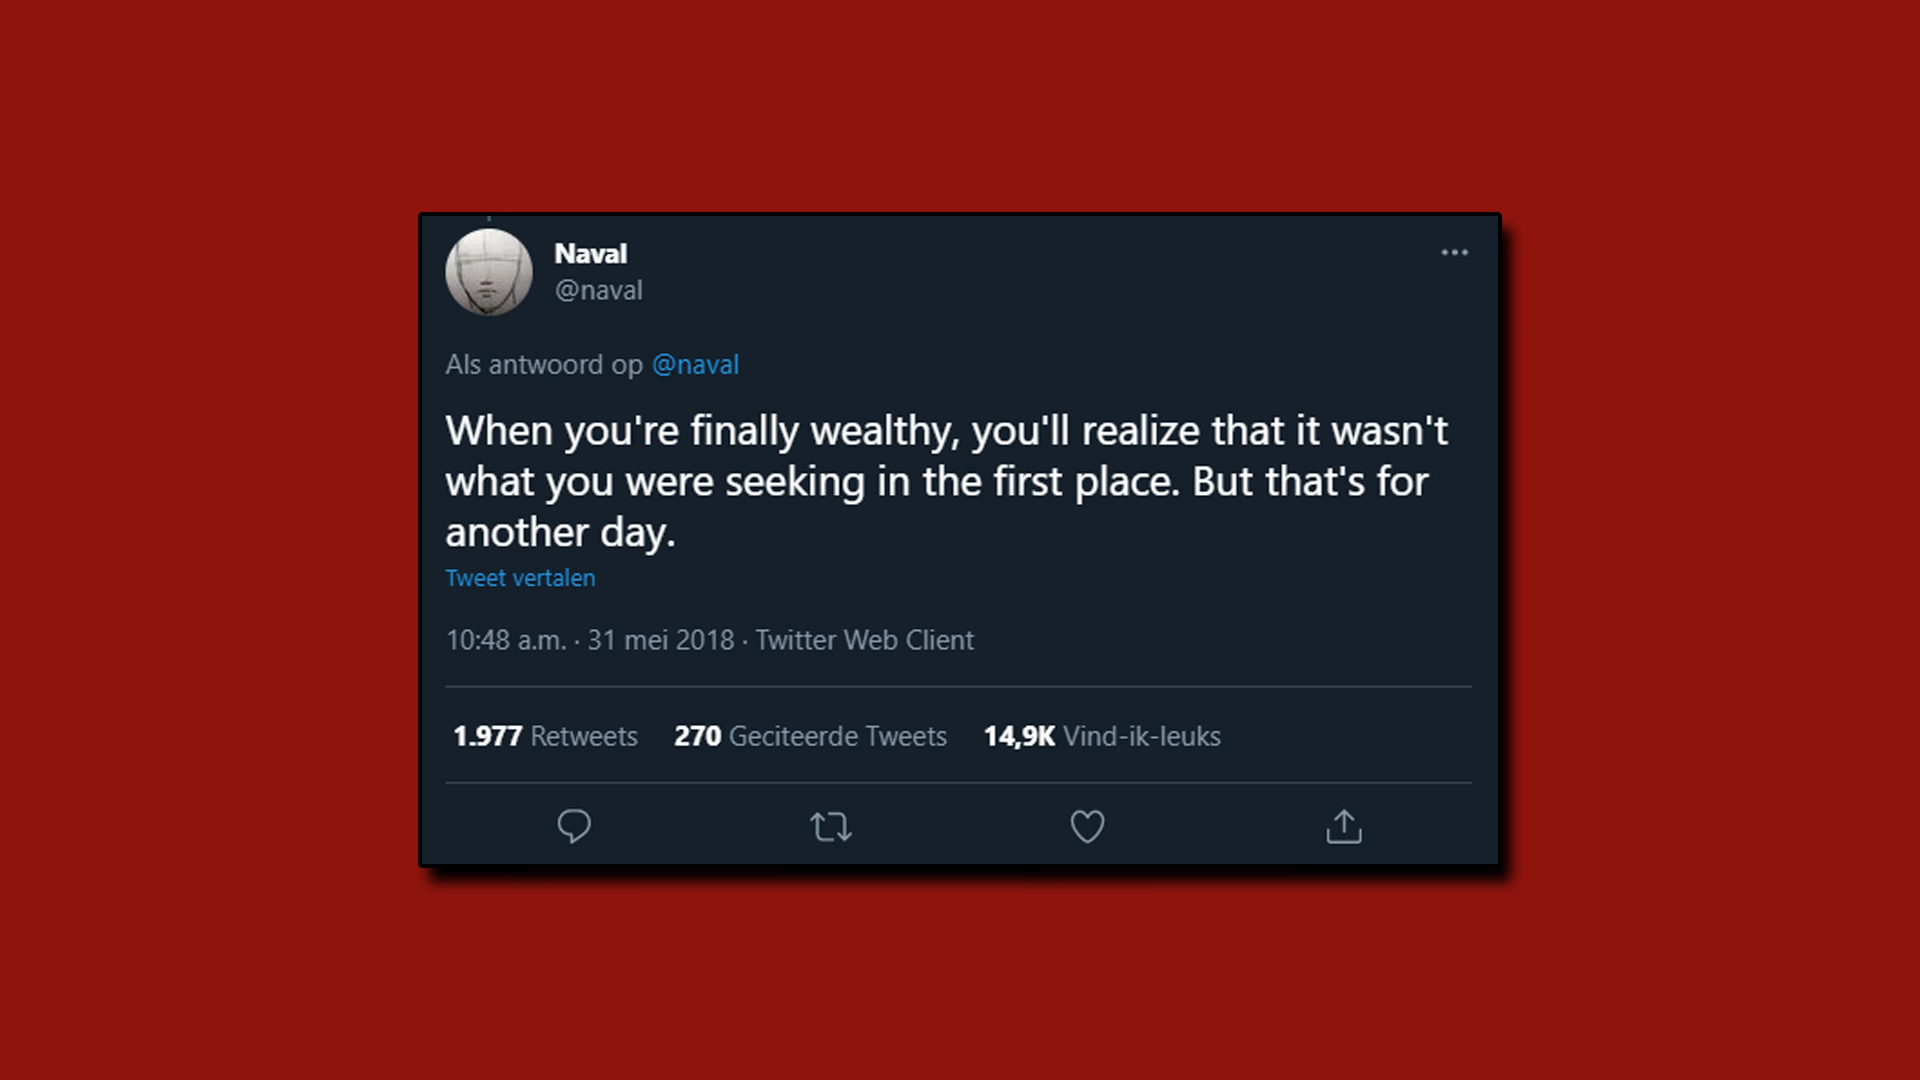 Naval
@naval
Als antwoord op @naval
When you're finally wealthy, you'll realize that it wasn't
what you were seeking in the first place. But that's for
another day.
Tweet vertalen
10:48 a.m. · 31 mei 2018 · Twitter Web Client
1.977 Retweets 270 Geciteerde Tweets 14,9K Vind-ik-leuks